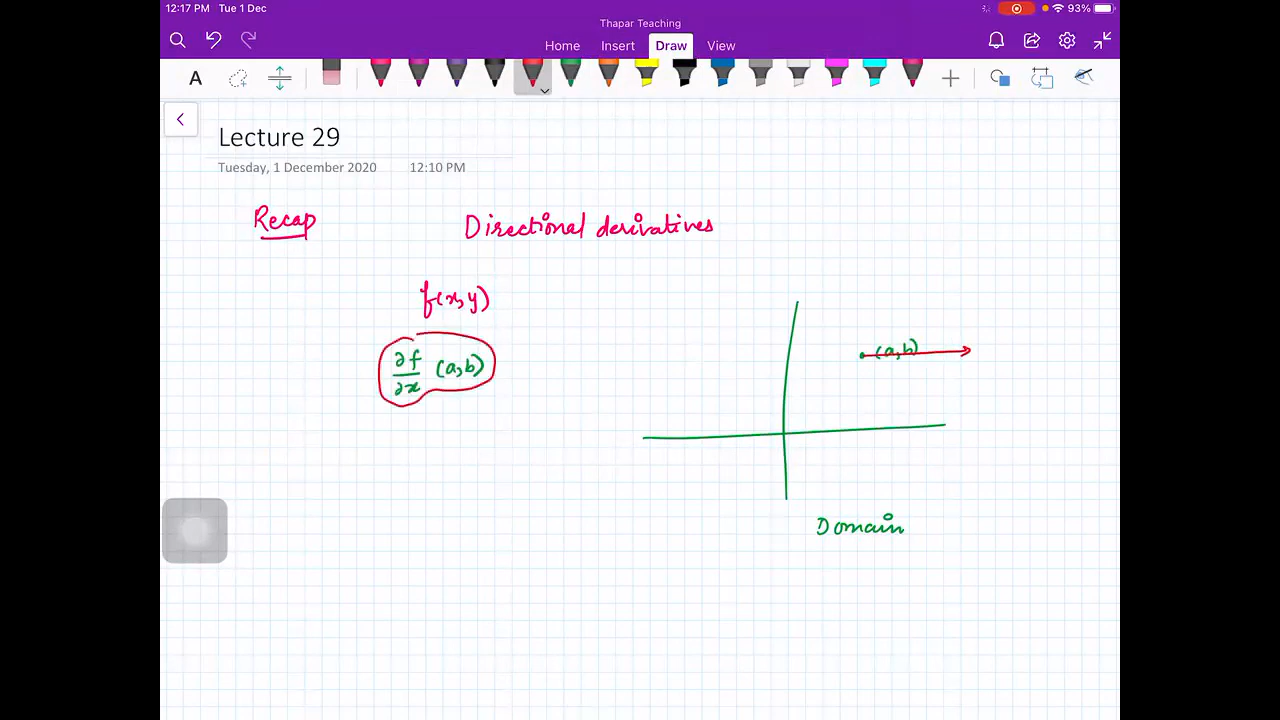 12:17 PM Tue 1 Dec
93%
Thapar Teaching
Home Insert Draw View
A
Lecture 29
Tuesday, 1 December 2020 12:10 PM
Recap Directional derivatives
f(x,y)
∂f/∂x (a,b)
(a,b)
Domain